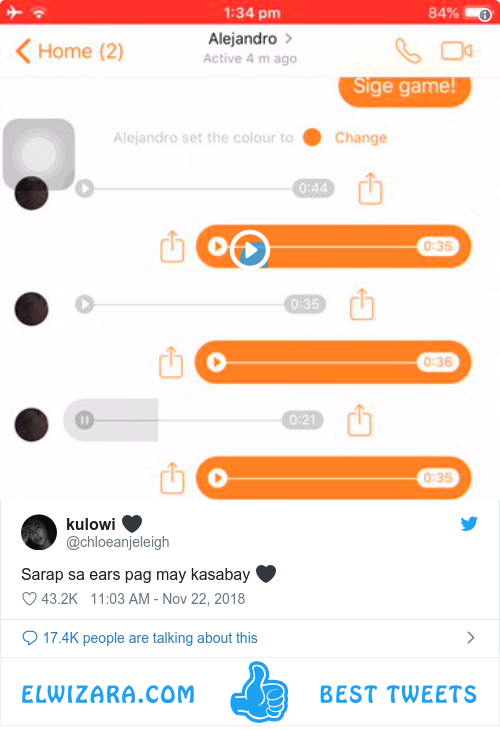 1:34 pm
84%
Home (2)
Alejandro >
Active 4 m ago
Sige game!
Alejandro set the colour to Change
0:44
0:35
0:35
0:36
0:21
0:35
kulowi 🖤
@chloeanjeleigh
Sarap sa ears pag may kasabay 🖤
43.2K 11:03 AM - Nov 22, 2018
17.4K people are talking about this
ELWIZARA.COM BEST TWEETS